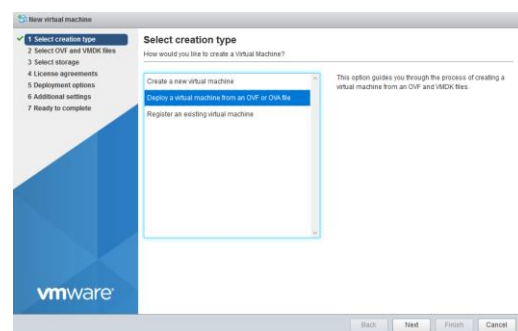 New virtual machine
1 Select creation type
2 Select OVF and VMDK files
3 Select storage
4 License agreements
5 Deployment options
6 Additional settings
7 Ready to complete
Select creation type
How would you like to create a Virtual Machine?
Create a new virtual machine
Deploy a virtual machine from an OVF or OVA file
Register an existing virtual machine
This option guides you through the process of creating a
virtual machine from an OVF and VMDK files.
vmware
Back Next Finish Cancel